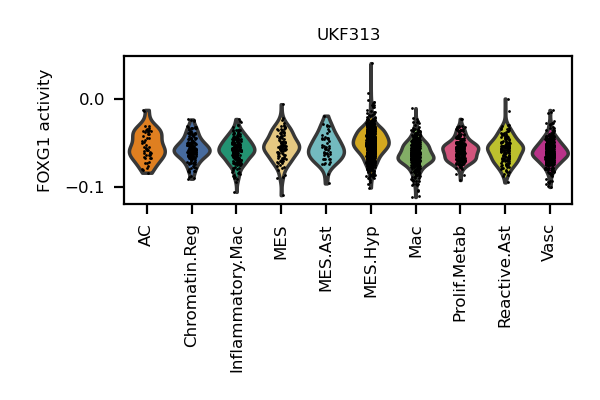 UKF313
FOXG1 activity
0.0
−0.1
AC
Chromatin.Reg
Inflammatory.Mac
MES
MES.Ast
MES.Hyp
Mac
Prolif.Metab
Reactive.Ast
Vasc